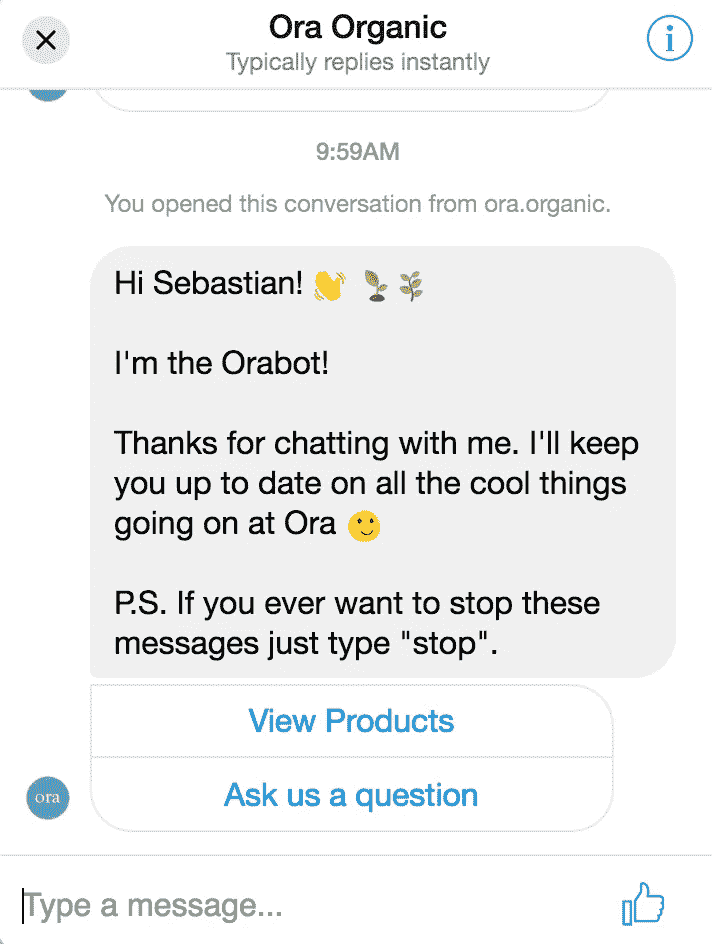 Ora Organic
Typically replies instantly
9:59AM
You opened this conversation from ora.organic.
Hi Sebastian! 👋 🌱 🌿
I'm the Orabot!
Thanks for chatting with me. I'll keep
you up to date on all the cool things
going on at Ora 🙂
P.S. If you ever want to stop these
messages just type "stop".
View Products
ora
Ask us a question
Type a message...